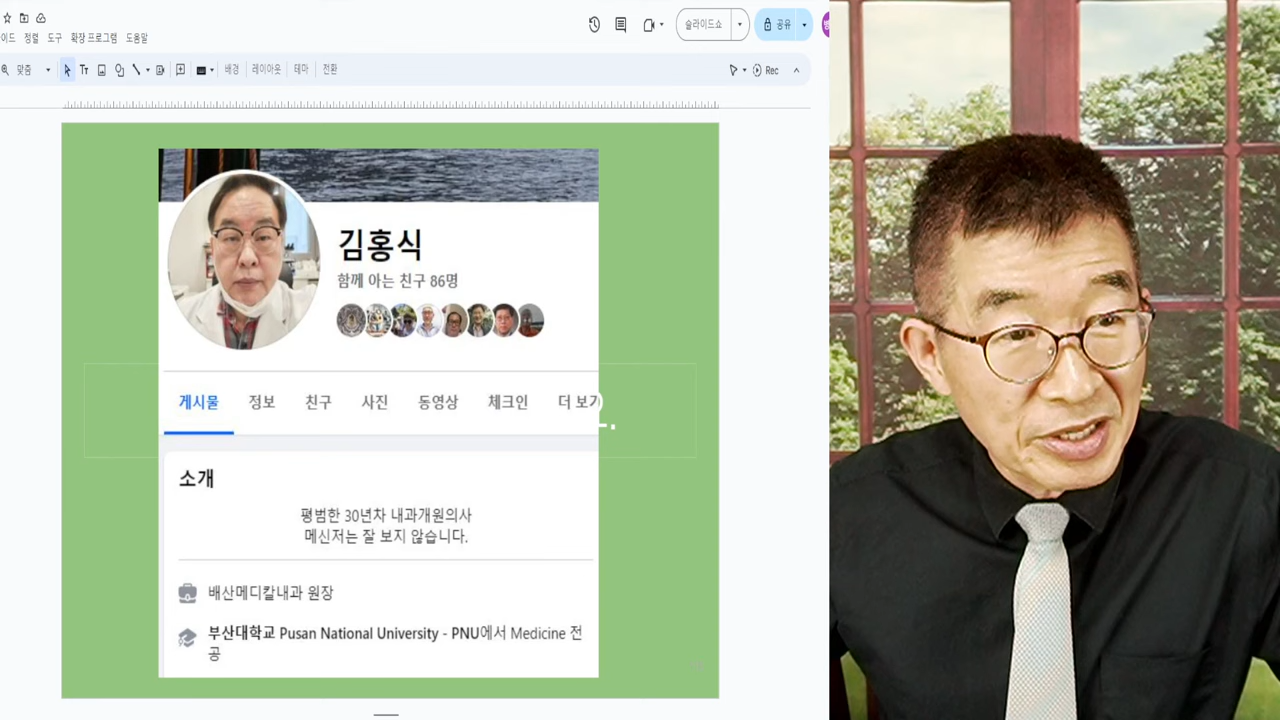 이드 정렬 도구 확장 프로그램 도움말
슬라이드쇼
공유
맞춤
배경 레이아웃 테마 전환
Rec
김홍식
함께 아는 친구 86명
게시물 정보 친구 사진 동영상 체크인 더 보기
소개
평범한 30년차 내과개원의사
메신저는 잘 보지 않습니다.
배산메디칼내과 원장
부산대학교 Pusan National University - PNU에서 Medicine 전
공